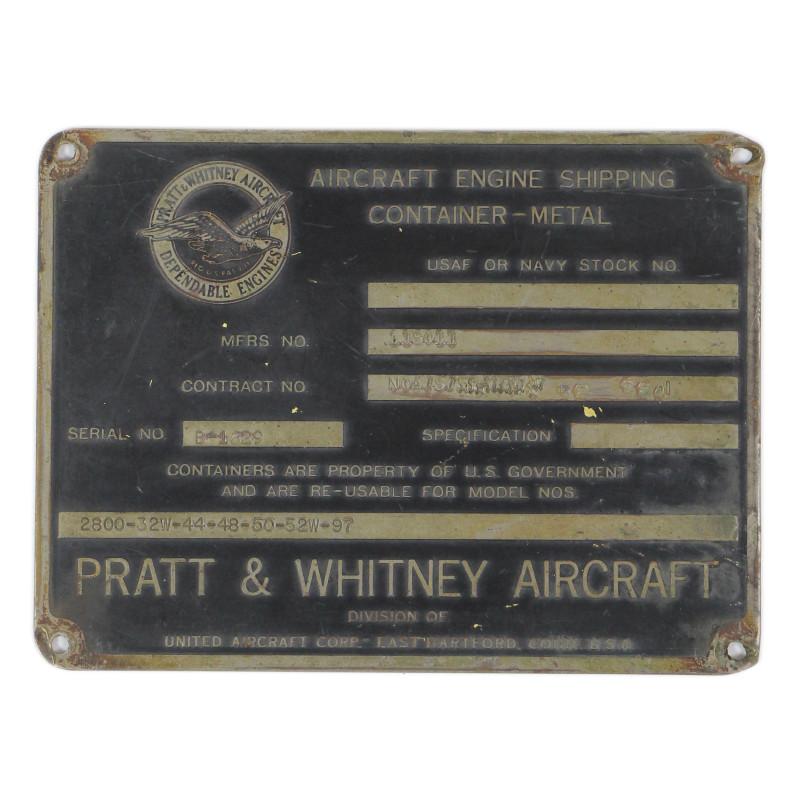 PRATT & WHITNEY AIRCRAFT
DEPENDABLE ENGINES
AIRCRAFT ENGINE SHIPPING
CONTAINER-METAL
USAF OR NAVY STOCK NO.
MFRS. NO.
CONTRACT NO.
SERIAL NO. B-1029
SPECIFICATION
CONTAINERS ARE PROPERTY OF U.S. GOVERNMENT
AND ARE RE-USABLE FOR MODEL NOS.
2800-32W-44-48-50-52W-97
PRATT & WHITNEY AIRCRAFT
DIVISION OF
UNITED AIRCRAFT CORP. EAST HARTFORD, CONN.